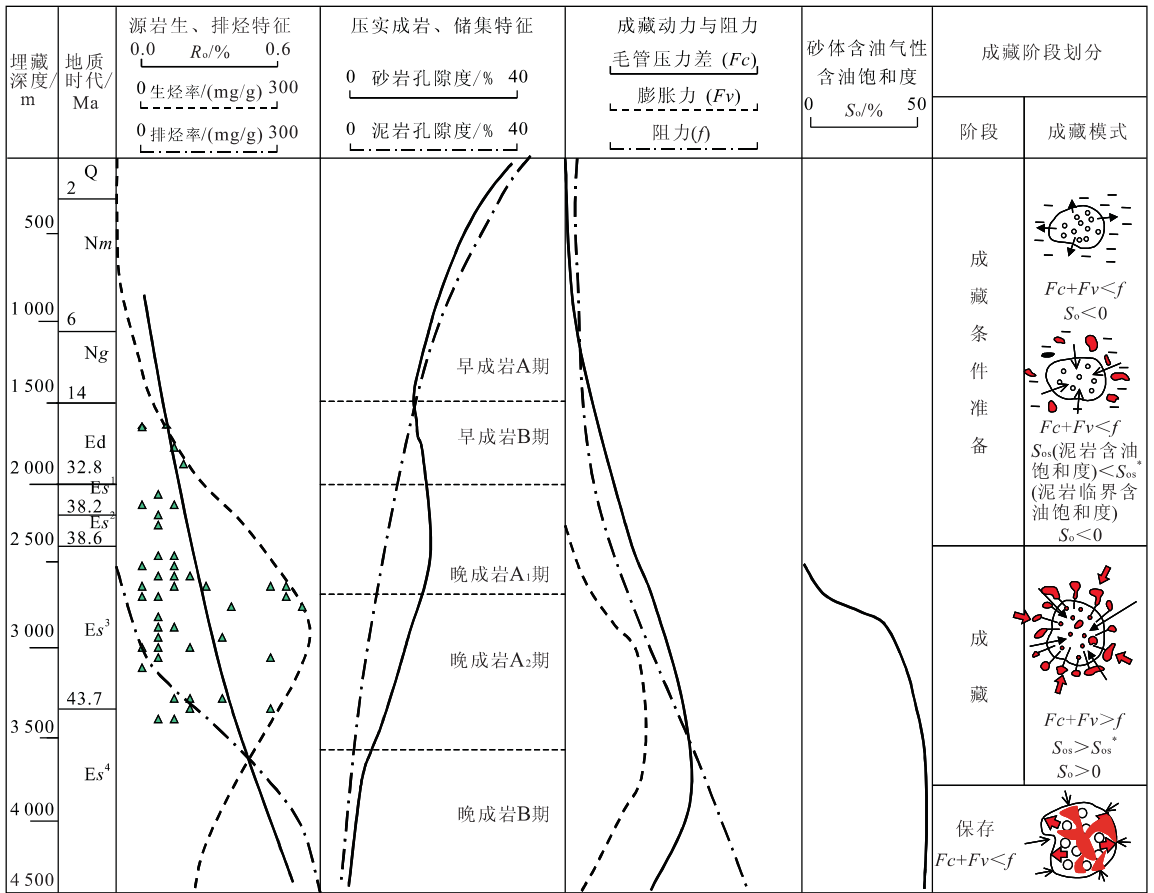 埋藏
深度/
m
地质
时代/
Ma
源岩生、排烃特征
0.0 Ro/% 0.6
0 生烃率/(mg/g) 300
0 排烃率/(mg/g) 300
压实成岩、储集特征
0 砂岩孔隙度/% 40
0 泥岩孔隙度/% 40
成藏动力与阻力
毛管压力差 (Fc)
膨胀力 (Fv)
阻力(f)
砂体含油气性
含油饱和度
0 50
So/%
成藏阶段划分
阶段
成藏模式
500
1 000
1 500
2 000
2 500
3 000
3 500
4 000
4 500
Q
2
Nm
6
Ng
14
Ed
32.8
Es1
38.2
Es2
38.6
Es3
43.7
Es4
早成岩A期
早成岩B期
晚成岩A1期
晚成岩A2期
晚成岩B期
成藏条件准备
Fc+Fv<f
So<0
Fc+Fv<f
Sos(泥岩含油
饱和度)<Sos*
(泥岩临界含
油饱和度)
So<0
成藏
Fc+Fv>f
Sos>Sos*
So>0
保存
Fc+Fv<f